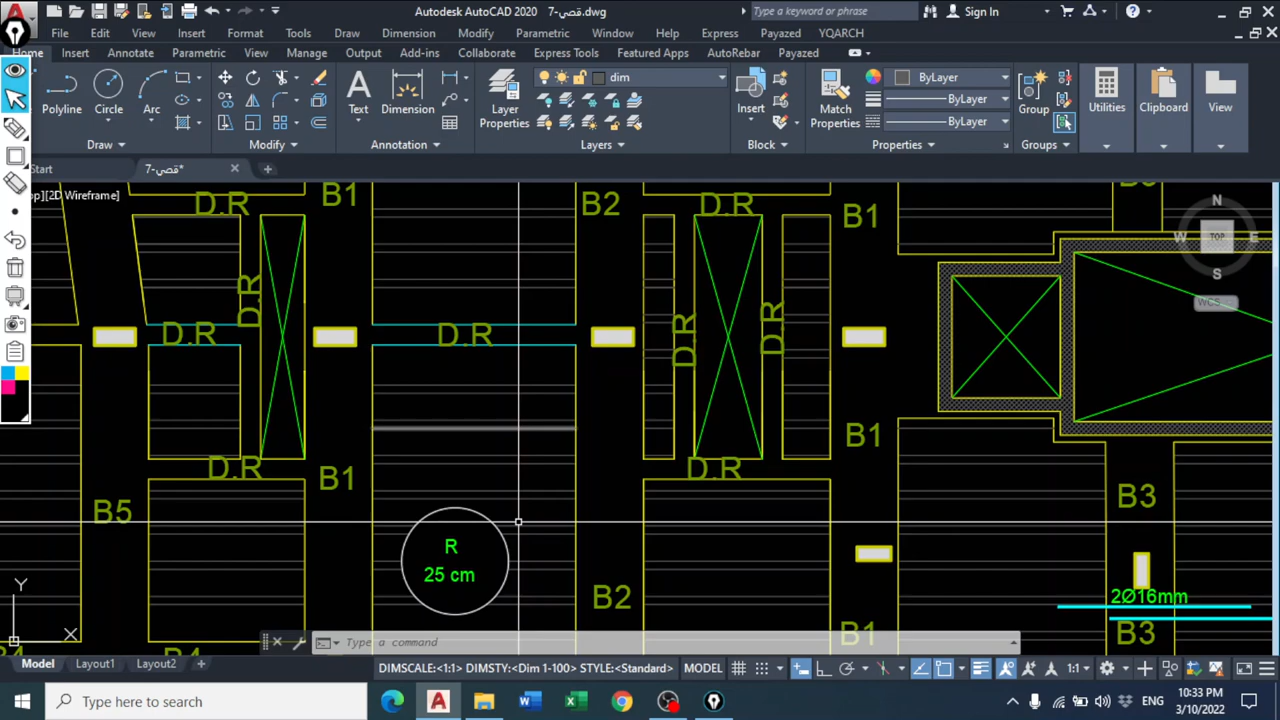 Autodesk AutoCAD 2020
7-قصي.dwg
Type a keyword or phrase
Sign In
File
Edit
View
Insert
Format
Tools
Draw
Dimension
Modify
Parametric
Window
Help
Express
Payazed
YQARCH
Home
Insert
Annotate
Parametric
View
Manage
Output
Add-ins
Collaborate
Express Tools
Featured Apps
AutoRebar
Payazed
Polyline
Circle
Arc
Text
Dimension
Layer
Properties
dim
Insert
Match
Properties
ByLayer
ByLayer
ByLayer
Group
Utilities
Clipboard
View
Draw
Modify
Annotation
Layers
Block
Properties
Groups
Start
7-قصي*
op][2D Wireframe]
D.R
B1
B2
D.R
B1
N
W
TOP
E
S
WCS
D.R
D.R
D.R
D.R
D.R
B1
D.R
B1
D.R
B5
B3
R
25 cm
B2
2Ø16mm
B1
B3
Y
X
Type a command
Model
Layout1
Layout2
DIMSCALE:<1:1> DIMSTY:<Dim 1-100> STYLE:<Standard>
MODEL
1:1
Type here to search
ENG
10:33 PM
3/10/2022